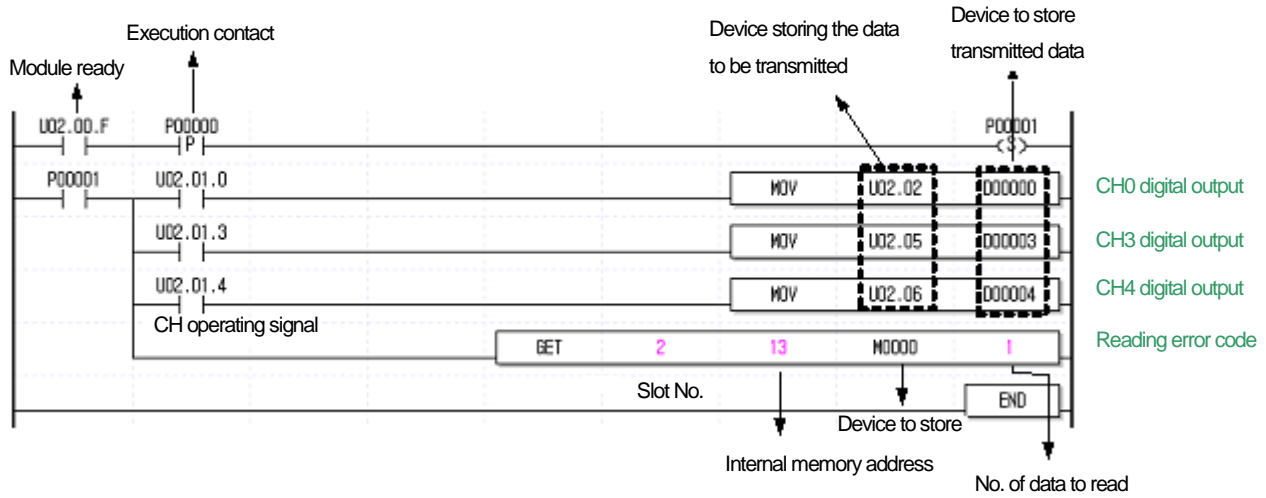 Execution contact
Module ready
Device storing the data
to be transmitted
Device to store
transmitted data
U02.00.F P00000 P00001
P S
P00001 U02.01.0 MOV U02.02 D00000 CH0 digital output
U02.01.3 MOV U02.05 D00003 CH3 digital output
U02.01.4 MOV U02.06 D00004 CH4 digital output
CH operating signal
GET 2 13 M0000 1 Reading error code
Slot No.
END
Device to store
Internal memory address
No. of data to read